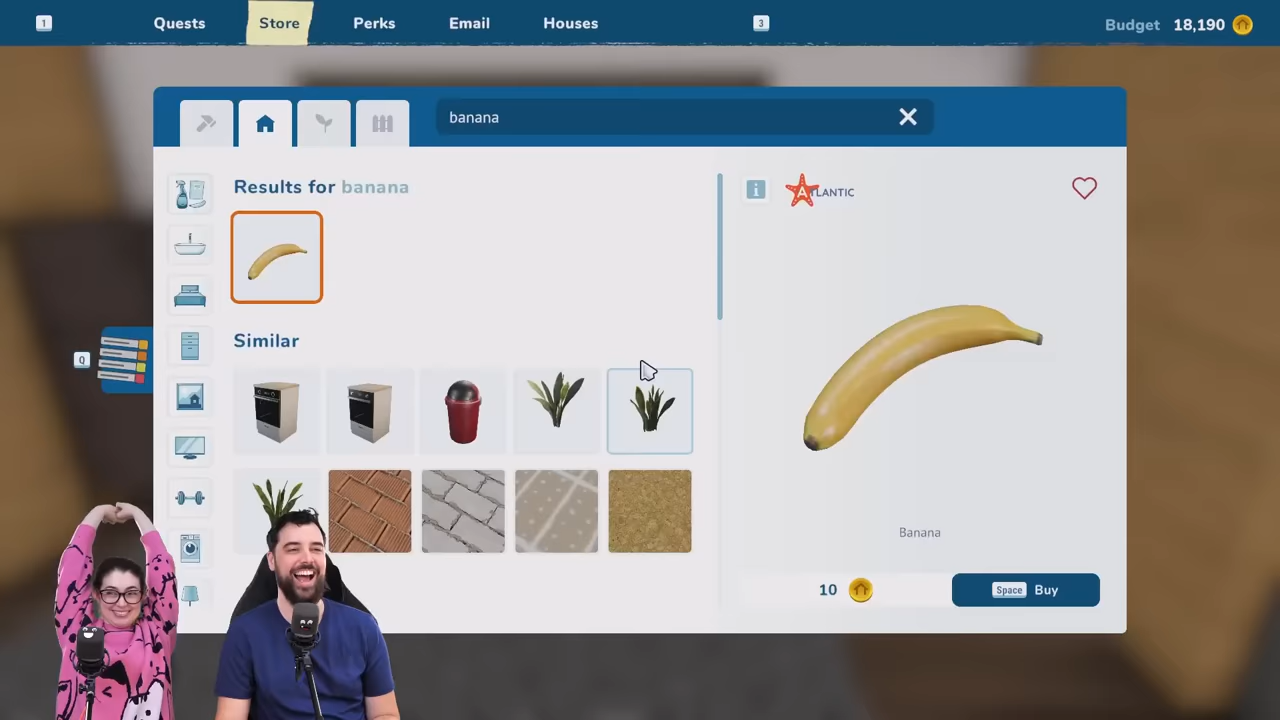 1 Quests Store Perks Email Houses 3 Budget 18,190
banana
Results for banana
ATLANTIC
Similar
Q
Banana
10 Space Buy